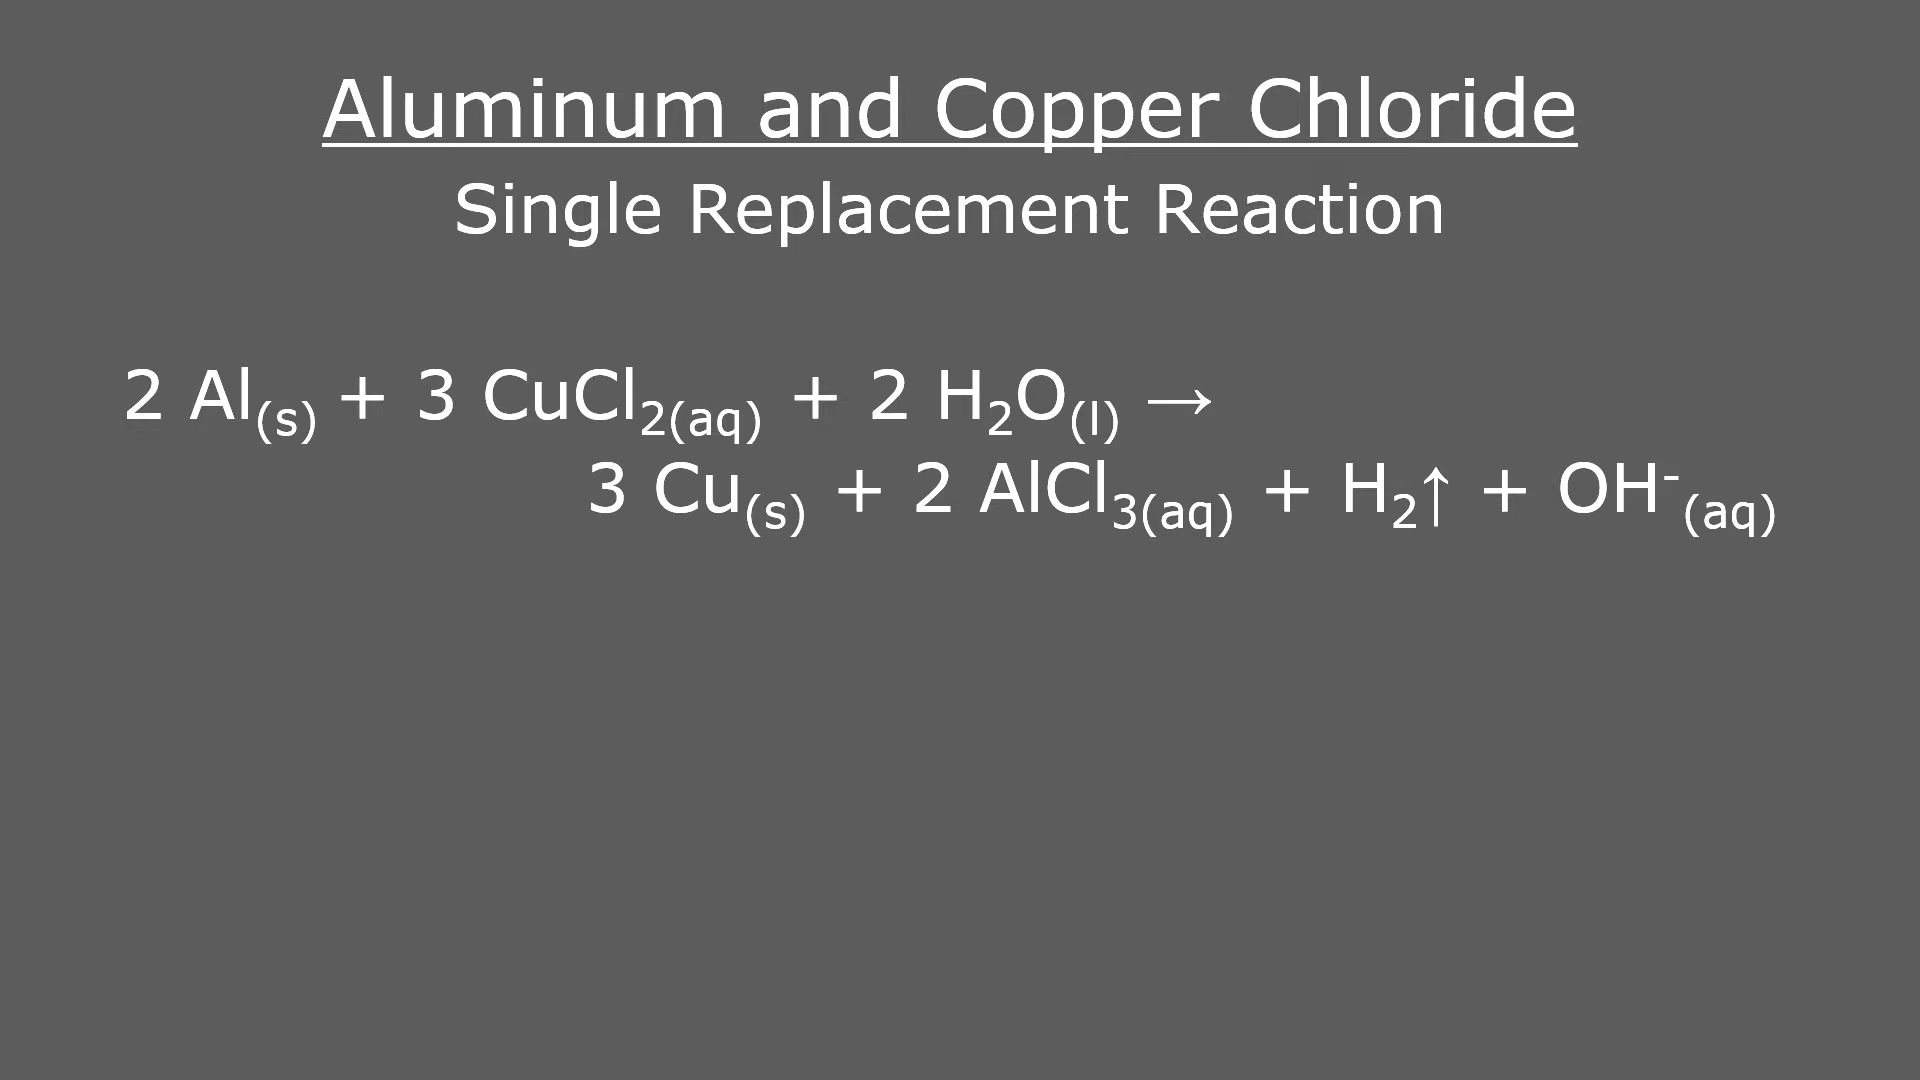 Aluminum and Copper Chloride
Single Replacement Reaction
2 Al₍s₎ + 3 CuCl₂₍aq₎ + 2 H₂O₍l₎ →
3 Cu₍s₎ + 2 AlCl₃₍aq₎ + H₂↑ + OH⁻₍aq₎